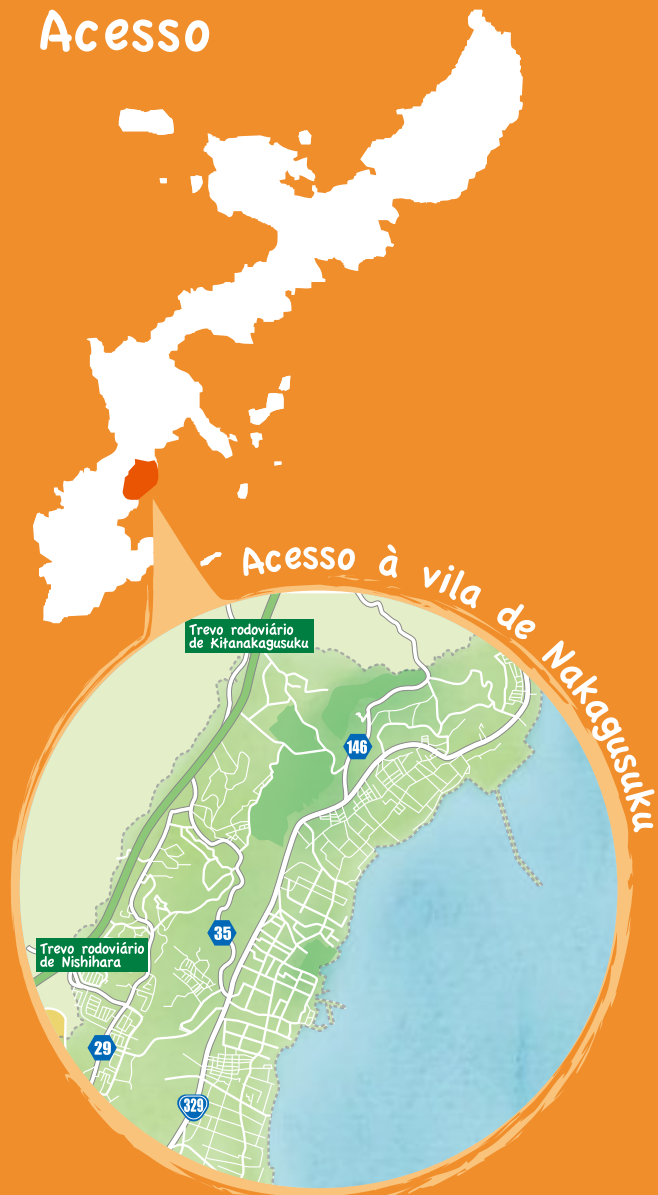 Acesso
Acesso à vila de Nakagusuku
Trevo rodoviário
de Kitanakagusuku
146
35
Trevo rodoviário
de Nishihara
29
329